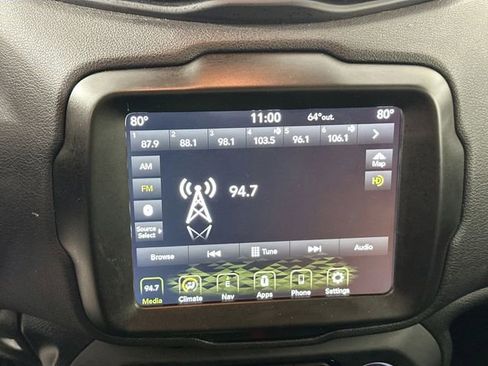 80° 11:00 64°out. 80°
1 2 3 4 5 6
87.9 88.1 98.1 103.5 96.1 106.1
AM
Map
FM
94.7
Source
Select
Browse Tune Audio
94.7
Media Climate Nav Apps Phone Settings